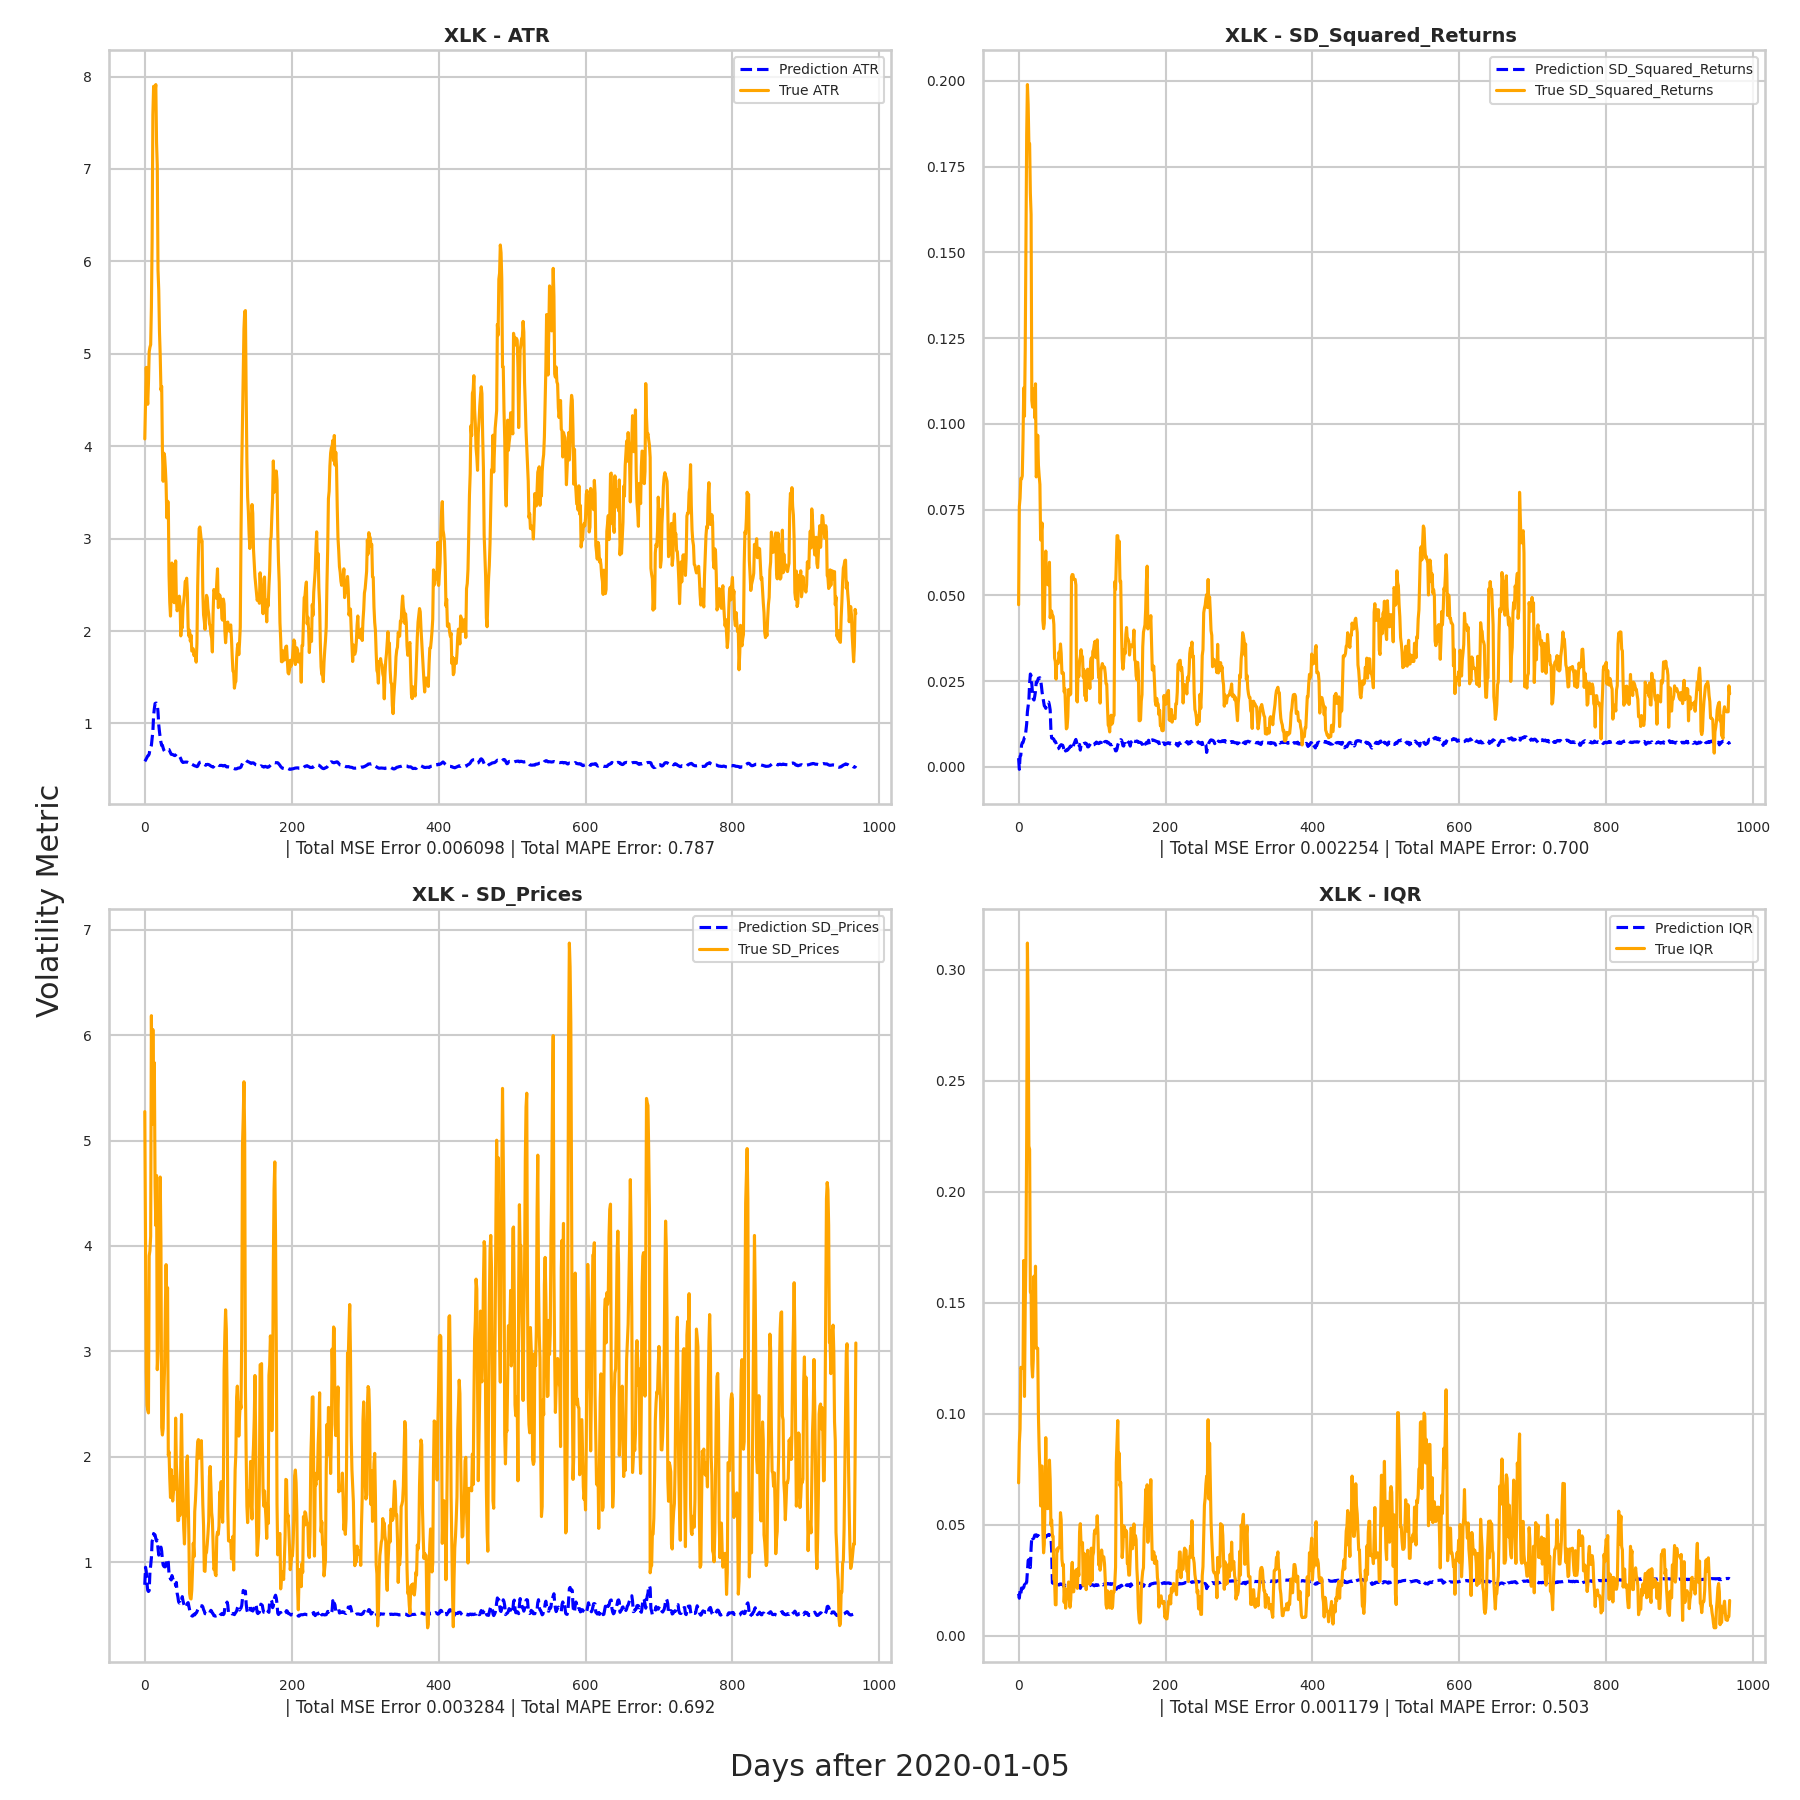 XLK - ATR
Prediction ATR
True ATR
8
7
6
5
4
3
2
1
0 200 400 600 800 1000
| Total MSE Error 0.006098 | Total MAPE Error: 0.787
XLK - SD_Squared_Returns
Prediction SD_Squared_Returns
True SD_Squared_Returns
0.200
0.175
0.150
0.125
0.100
0.075
0.050
0.025
0.000
0 200 400 600 800 1000
| Total MSE Error 0.002254 | Total MAPE Error: 0.700
Volatility Metric
XLK - SD_Prices
Prediction SD_Prices
True SD_Prices
7
6
5
4
3
2
1
0 200 400 600 800 1000
| Total MSE Error 0.003284 | Total MAPE Error: 0.692
XLK - IQR
Prediction IQR
True IQR
0.30
0.25
0.20
0.15
0.10
0.05
0.00
0 200 400 600 800 1000
| Total MSE Error 0.001179 | Total MAPE Error: 0.503
Days after 2020-01-05